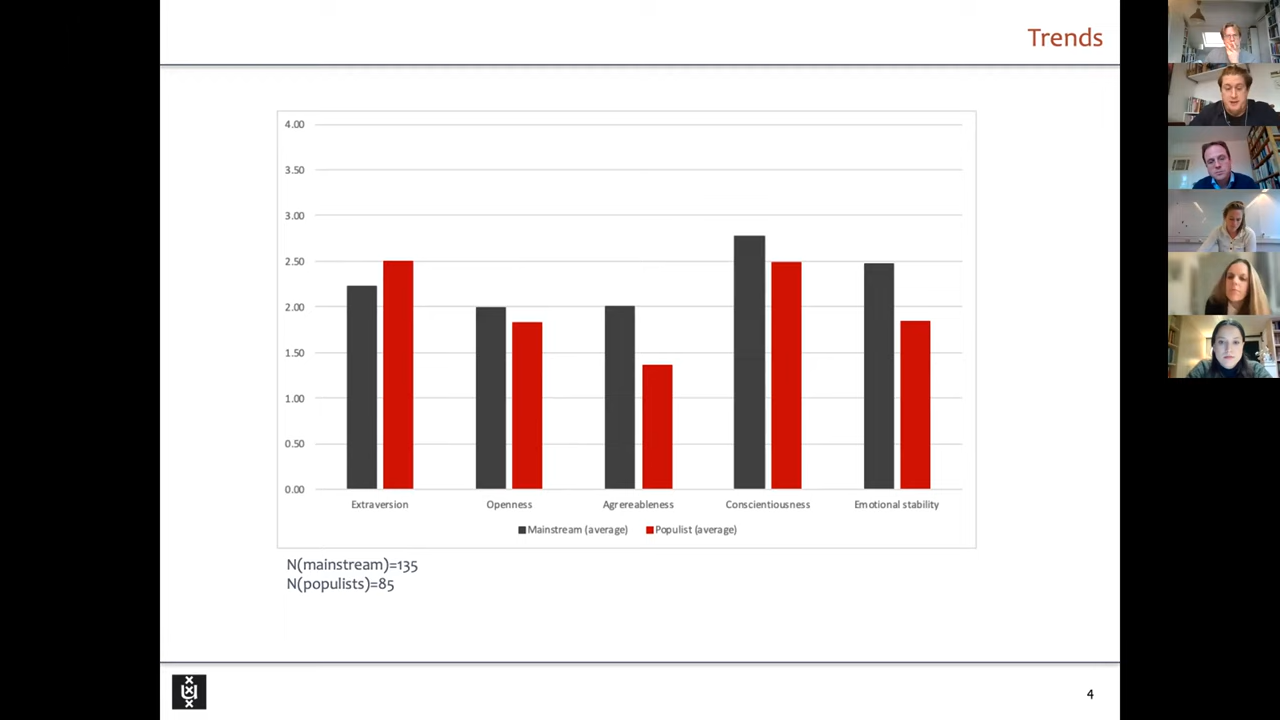 Trends
4.00
3.50
3.00
2.50
2.00
1.50
1.00
0.50
0.00
Extraversion Openness Agrereableness Conscientiousness Emotional stability
Mainstream (average) Populist (average)
N(mainstream)=135
N(populists)=85
4